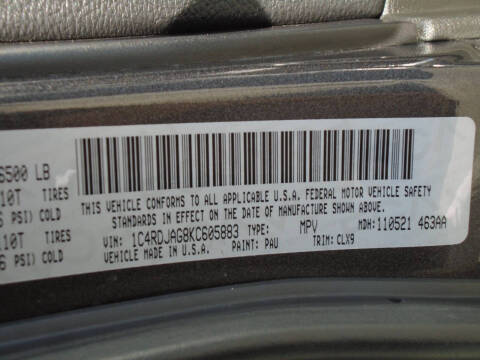 6500 LB
10T TIRES
PSI) COLD
10T TIRES
6 PSI) COLD
THIS VEHICLE CONFORMS TO ALL APPLICABLE U.S.A. FEDERAL MOTOR VEHICLE SAFETY
STANDARDS IN EFFECT ON THE DATE OF MANUFACTURE SHOWN ABOVE.
VIN: 1C4RDJAG8KC605883 TYPE: MPV MDH:110521 463AA
VEHICLE MADE IN U.S.A. PAINT: PAU TRIM: CLX9